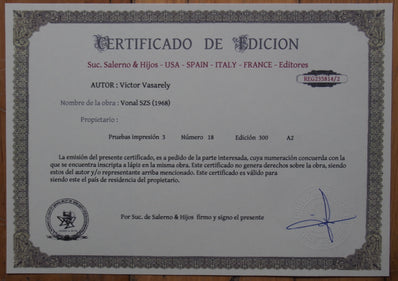 CERTIFICADO DE EDICION
Suc. Salerno & Hijos - USA - SPAIN - ITALY - FRANCE - Editores
REG235814/2
AUTOR : Victor Vasarely
Nombre de la obra : Vonal SZS (1968)
Propietario :
Pruebas impresión 3 Número 18 Edición 300 A2
La emisión del presente certificado, es a pedido de la parte interesada, cuya numeración concuerda con la
que se encuentra inscripta a lápiz en la misma obra. Este certificado no genera derechos sobre la obra, siendo
estos del autor y/o representante arriba mencionado. Este certificado es válido para
siendo este el país de residencia del propietario.
Por Suc. de Salerno & Hijos firmo y signo el presente